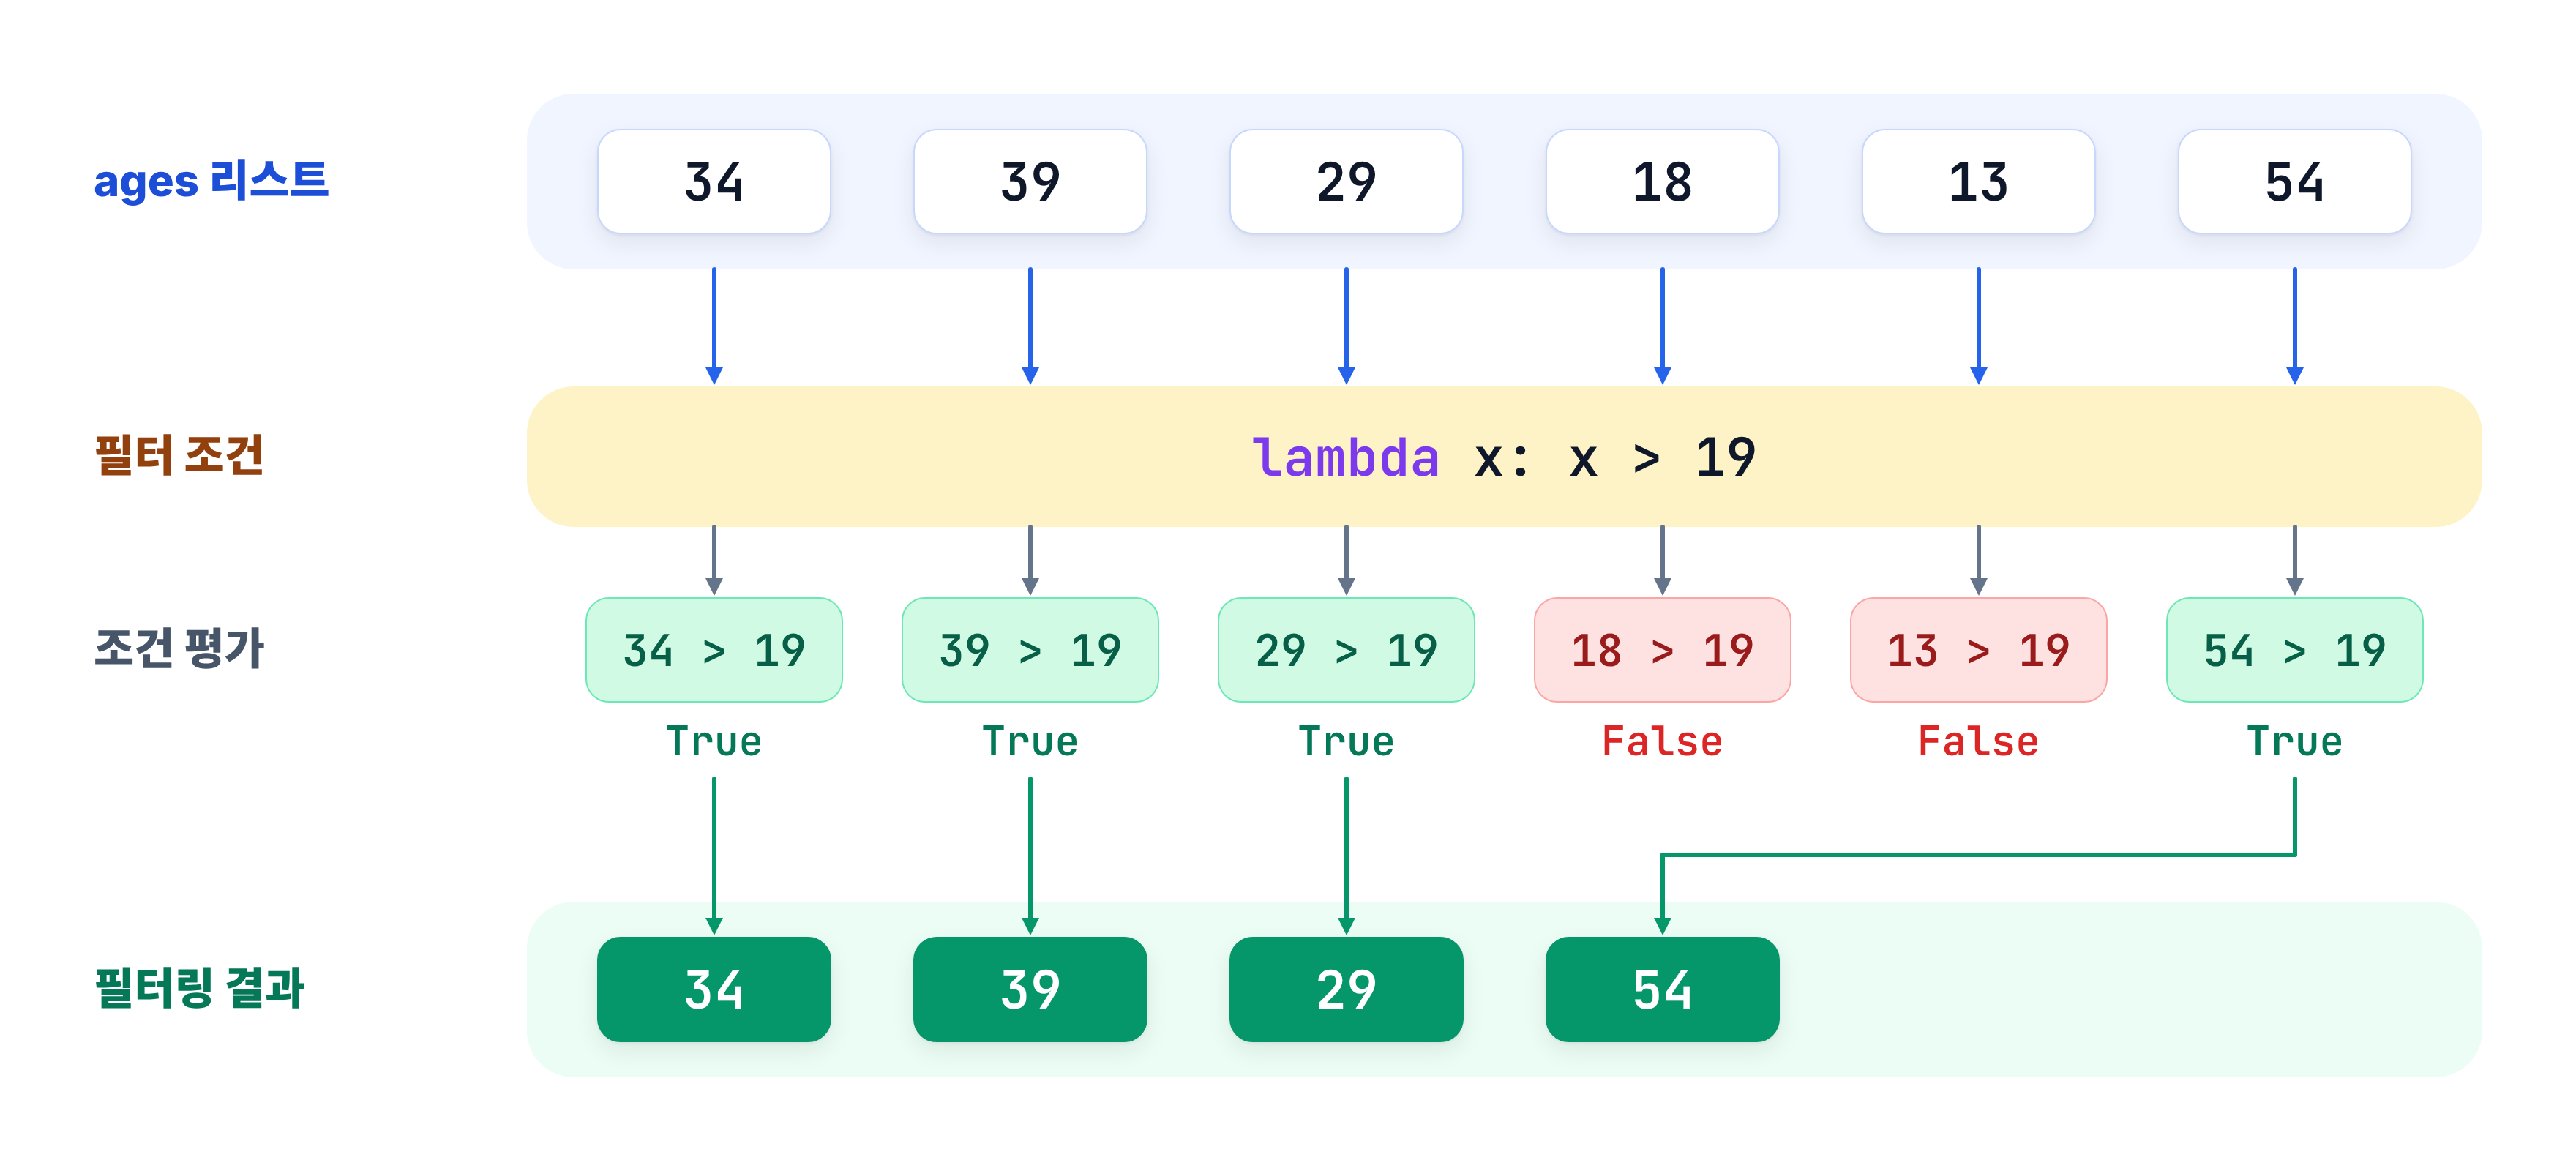 ages 리스트
34 39 29 18 13 54
필터 조건
lambda x: x > 19
조건 평가
34 > 19 39 > 19 29 > 19 18 > 19 13 > 19 54 > 19
True True True False False True
필터링 결과
34 39 29 54